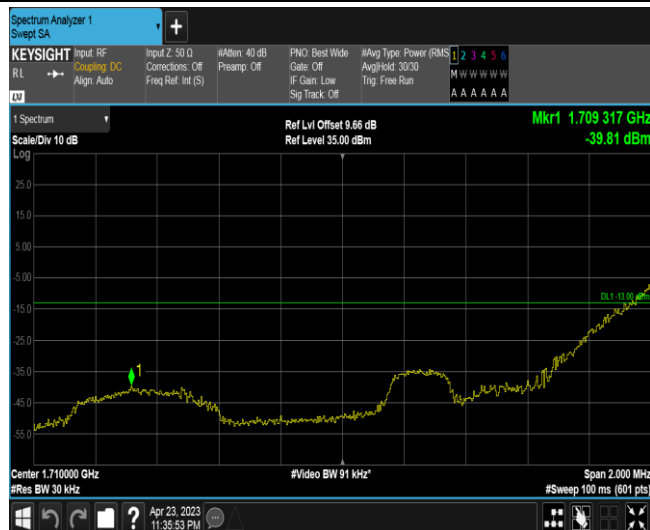 Spectrum Analyzer 1
Swept SA
+
KEYSIGHT
RL
Input: RF
Coupling: DC
Align: Auto
Input Z: 50 Ω
Corrections: Off
Freq Ref: Int (S)
#Atten: 40 dB
Preamp: Off
PNO: Best Wide
Gate: Off
IF Gain: Low
Sig Track: Off
#Avg Type: Power (RMS
Avg|Hold: 30/30
Trig: Free Run
1 2 3 4 5 6
M W W W W W
A A A A A A
LXI
1 Spectrum
Scale/Div 10 dB
Ref Lvl Offset 9.66 dB
Ref Level 35.00 dBm
Mkr1 1.709 317 GHz
-39.81 dBm
Log
25.0
15.0
5.00
-5.00
DL1 -13.00 dBm
-15.0
-25.0
-35.0
1
-45.0
-55.0
Center 1.710000 GHz
#Video BW 91 kHz*
Span 2.000 MHz
#Res BW 30 kHz
#Sweep 100 ms (601 pts)
?
Apr 23, 2023
11:35:53 PM